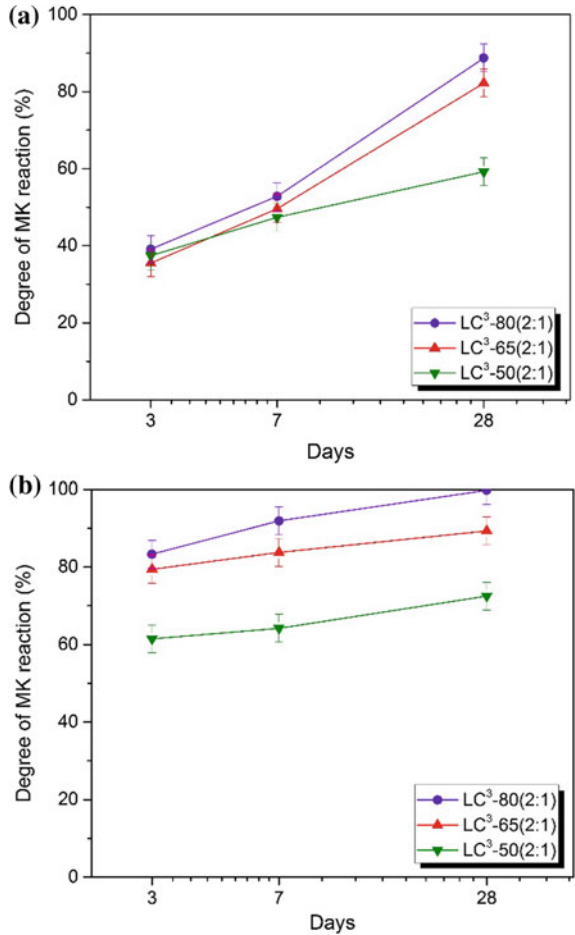 (a)
100
80
60
40
20
0
Degree of MK reaction (%)
LC³-80(2:1)
LC³-65(2:1)
LC³-50(2:1)
3 7 28
Days
(b)
100
80
60
40
20
0
Degree of MK reaction (%)
LC³-80(2:1)
LC³-65(2:1)
LC³-50(2:1)
3 7 28
Days